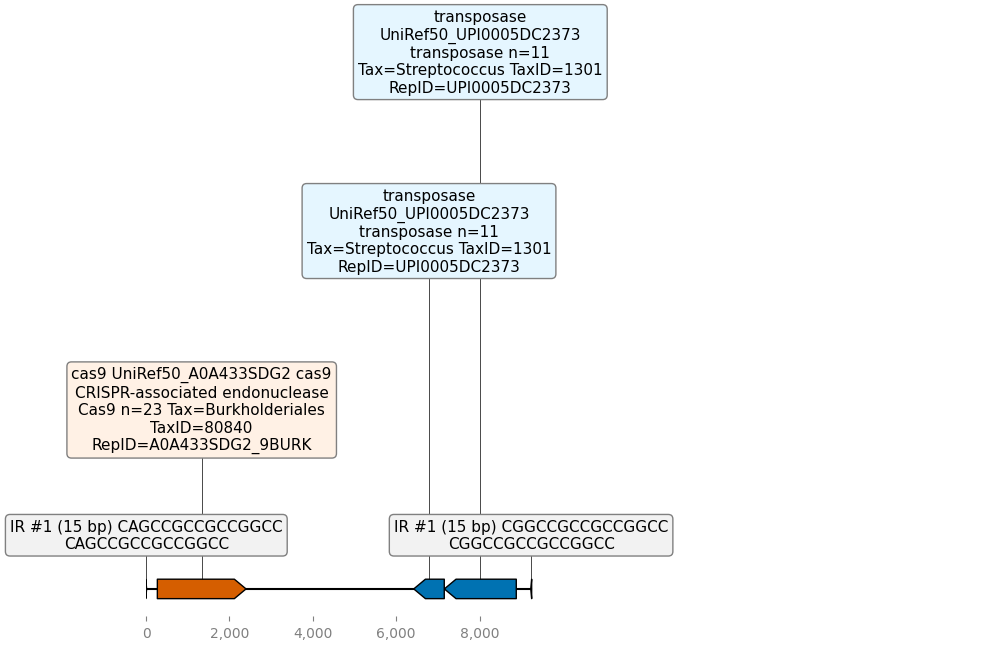 transposase
UniRef50_UPI0005DC2373
transposase n=11
Tax=Streptococcus TaxID=1301
RepID=UPI0005DC2373
transposase
UniRef50_UPI0005DC2373
transposase n=11
Tax=Streptococcus TaxID=1301
RepID=UPI0005DC2373
cas9 UniRef50_A0A433SDG2 cas9
CRISPR-associated endonuclease
Cas9 n=23 Tax=Burkholderiales
TaxID=80840
RepID=A0A433SDG2_9BURK
IR #1 (15 bp) CAGCCGCCGCCGGCC
CAGCCGCCGCCGGCC
IR #1 (15 bp) CGGCCGCCGCCGGCC
CGGCCGCCGCCGGCC
0
2,000
4,000
6,000
8,000